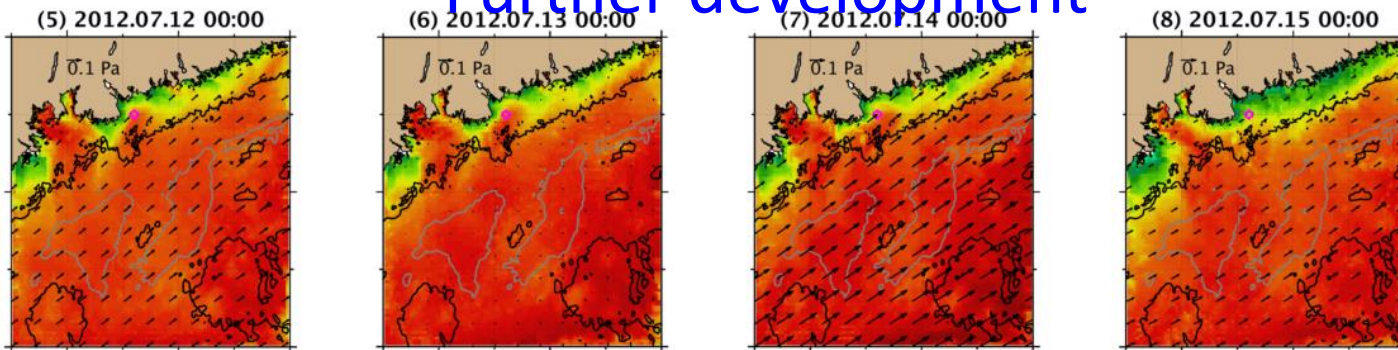 Further development
(5) 2012.07.12 00:00
(6) 2012.07.13 00:00
(7) 2012.07.14 00:00
(8) 2012.07.15 00:00
0.1 Pa
0.1 Pa
0.1 Pa
0.1 Pa